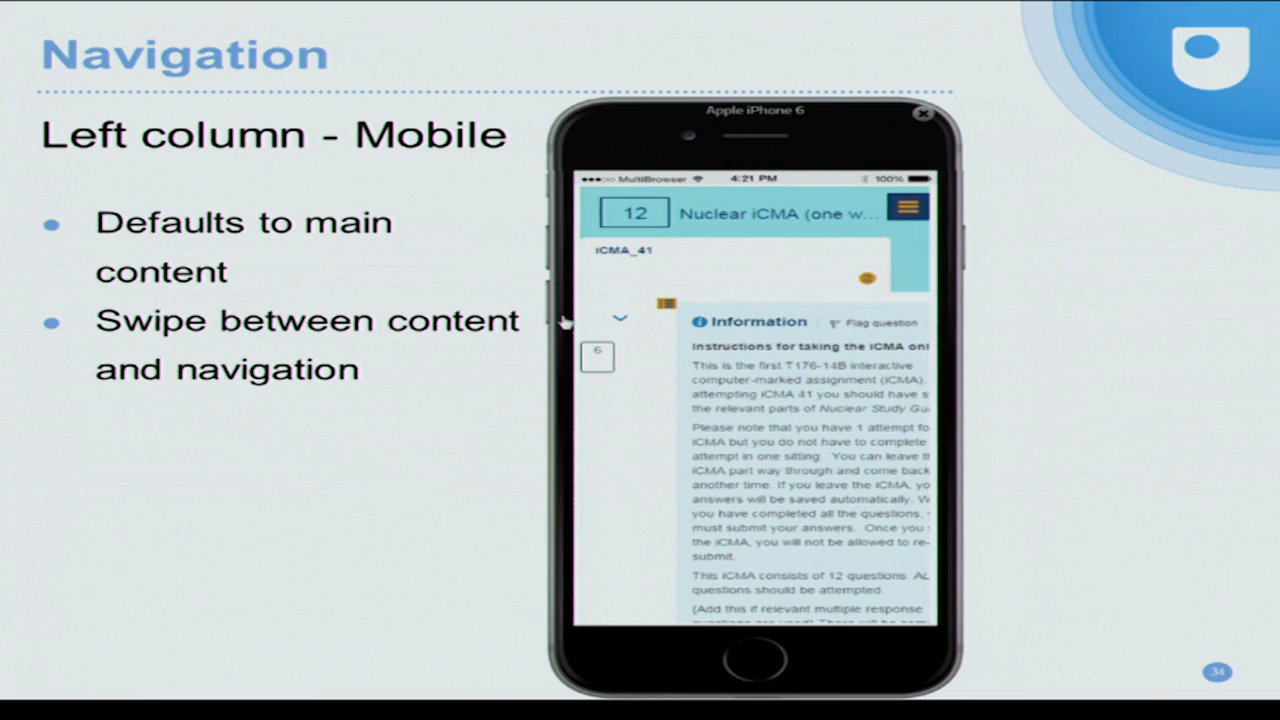 Navigation
Left column - Mobile
Defaults to main
content
Swipe between content
and navigation
Apple iPhone 6
MultiBrowser
4:21 PM
100%
12
Nuclear iCMA (one w...
iCMA_41
6
Information
Flag question
Instructions for taking the iCMA onl
This is the first T176-14B interactive
computer-marked assignment (iCMA).
attempting iCMA 41 you should have s
the relevant parts of Nuclear Study Gu
Please note that you have 1 attempt fo
iCMA but you do not have to complete
attempt in one sitting. You can leave t
iCMA part way through and come back
another time. If you leave the iCMA, yo
answers will be saved automatically. W
you have completed all the questions,
must submit your answers. Once you
the iCMA, you will not be allowed to re-
submit.
This iCMA consists of 12 questions. AL
questions should be attempted.
(Add this if relevant multiple response
34